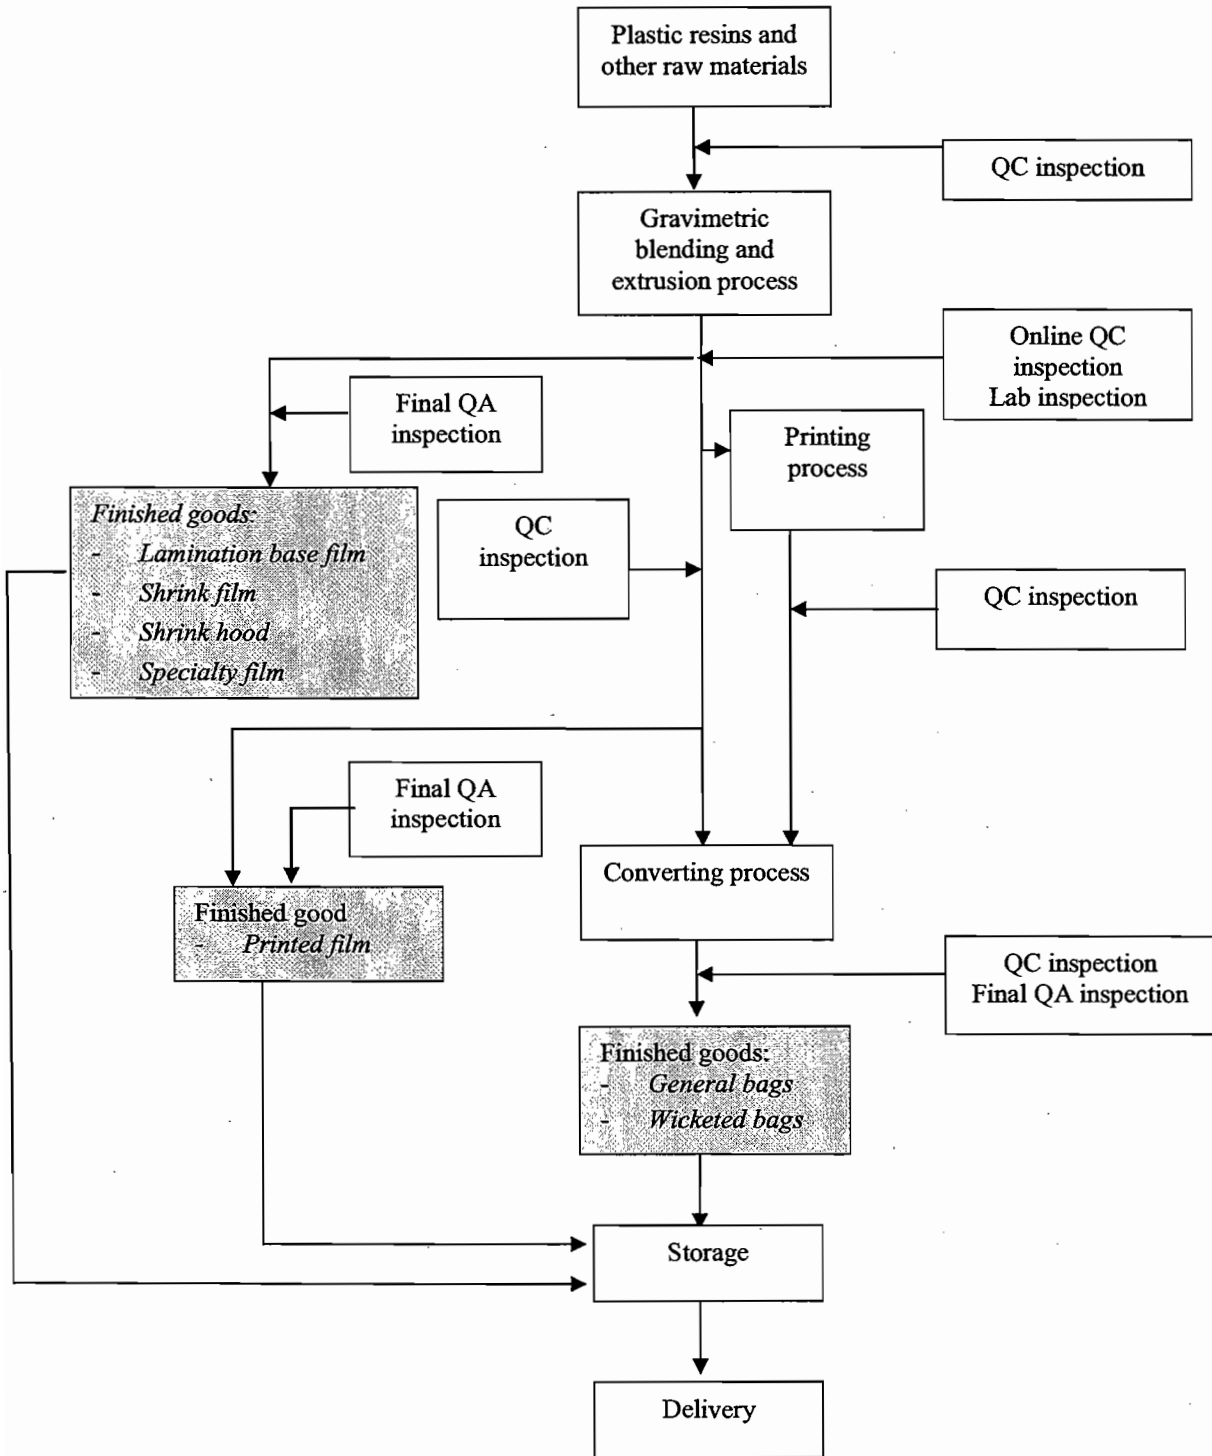 Plastic resins and
other raw materials
QC inspection
Gravimetric
blending and
extrusion process
Online QC
inspection
Lab inspection
Final QA
inspection
Printing
process
Finished goods:
- Lamination base film
- Shrink film
- Shrink hood
- Specialty film
QC
inspection
QC inspection
Final QA
inspection
Converting process
Finished good
- Printed film
QC inspection
Final QA inspection
Finished goods:
- General bags
- Wicketed bags
Storage
Delivery